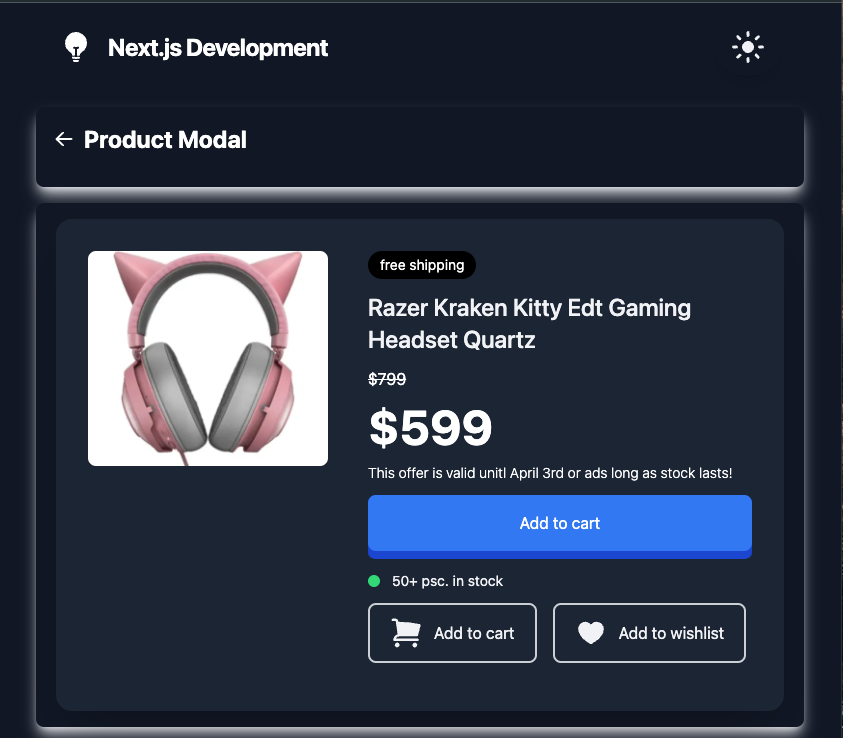 Next.js Development
Product Modal
free shipping
Razer Kraken Kitty Edt Gaming
Headset Quartz
$799
$599
This offer is valid unitl April 3rd or ads long as stock lasts!
Add to cart
50+ psc. in stock
Add to cart
Add to wishlist